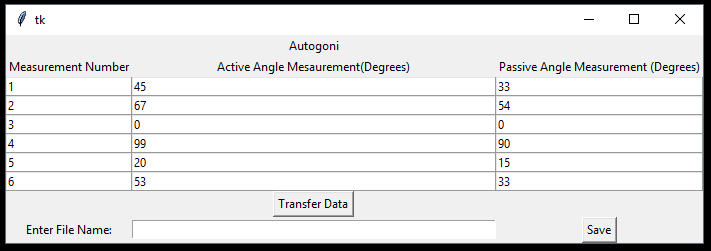 tk
Autogoni
Measurement Number Active Angle Mesaurement(Degrees) Passive Angle Measurement (Degrees)
1 45 33
2 67 54
3 0 0
4 99 90
5 20 15
6 53 33
Transfer Data
Enter File Name: Save